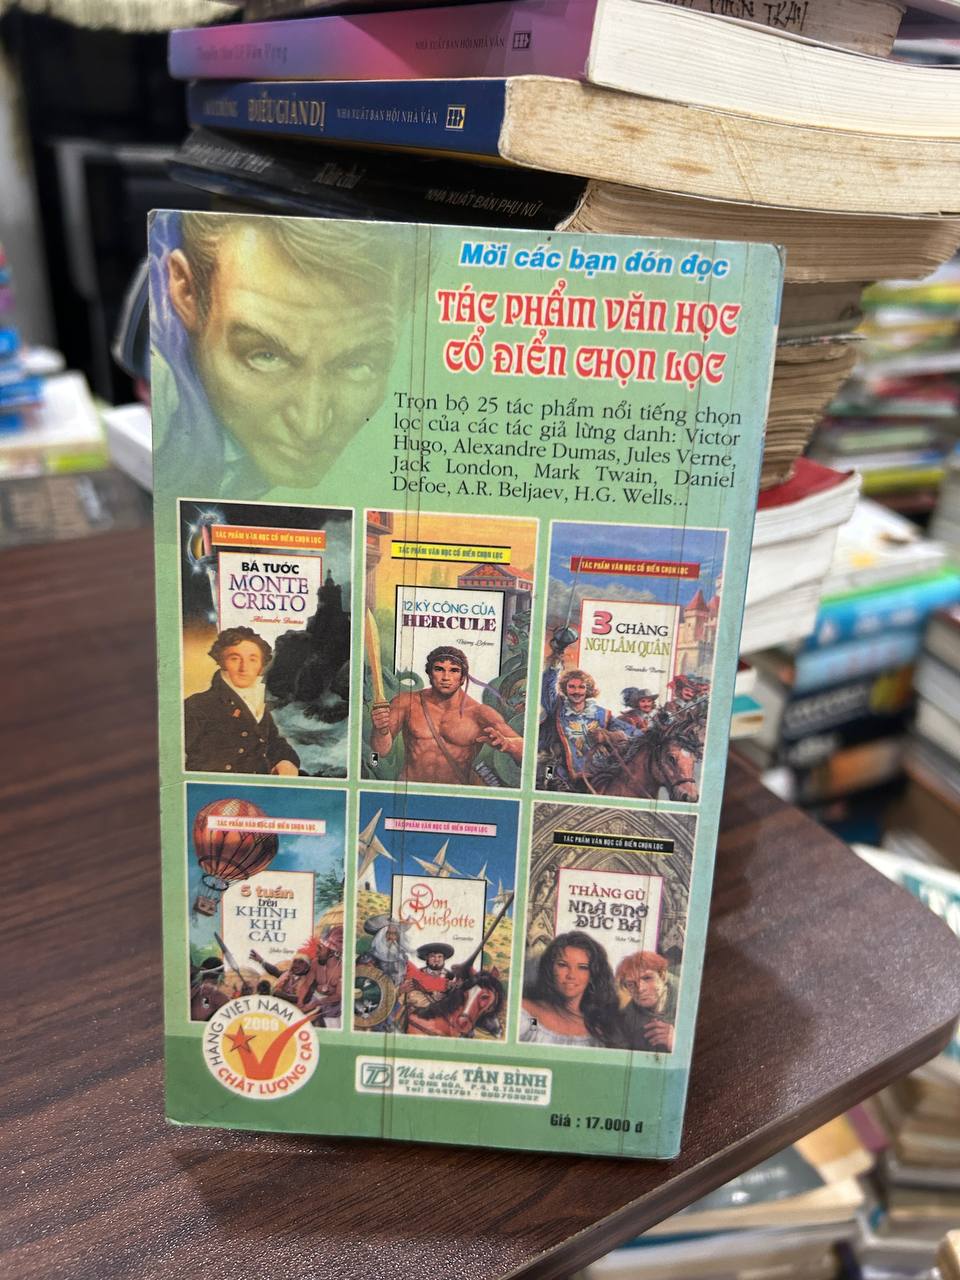 NHÀ XUẤT BẢN HỘI NHÀ VĂN
ĐIỀU GIẢN DỊ
NHÀ XUẤT BẢN HỘI NHÀ VĂN
NHÀ XUẤT BẢN PHỤ NỮ
Mời các bạn đón đọc
TÁC PHẨM VĂN HỌC
CỔ ĐIỂN CHỌN LỌC
Trọn bộ 25 tác phẩm nổi tiếng chọn
lọc của các tác giả lừng danh: Victor
Hugo, Alexandre Dumas, Jules Verne,
Jack London, Mark Twain, Daniel
Defoe, A.R. Beljaev, H.G. Wells...
TÁC PHẨM VĂN HỌC CỔ ĐIỂN CHỌN LỌC
BÁ TƯỚC
MONTE
CRISTO
Alexandre Dumas
TÁC PHẨM VĂN HỌC CỔ ĐIỂN CHỌN LỌC
12 KỲ CÔNG CỦA
HERCULE
TÁC PHẨM VĂN HỌC CỔ ĐIỂN CHỌN LỌC
3 CHÀNG
NGỰ LÂM QUÂN
Alexandre Dumas
TÁC PHẨM VĂN HỌC CỔ ĐIỂN CHỌN LỌC
5 tuần
trên
KHINH
KHÍ
CẦU
TÁC PHẨM VĂN HỌC CỔ ĐIỂN CHỌN LỌC
Don
Quichotte
Cervantes
TÁC PHẨM VĂN HỌC CỔ ĐIỂN CHỌN LỌC
THẰNG GÙ
NHÀ THỜ
ĐỨC BÀ
Victor Hugo
HÀNG VIỆT NAM
2000
CHẤT LƯỢNG CAO
TB
Nhà sách TÂN BÌNH
Giá : 17.000 đ